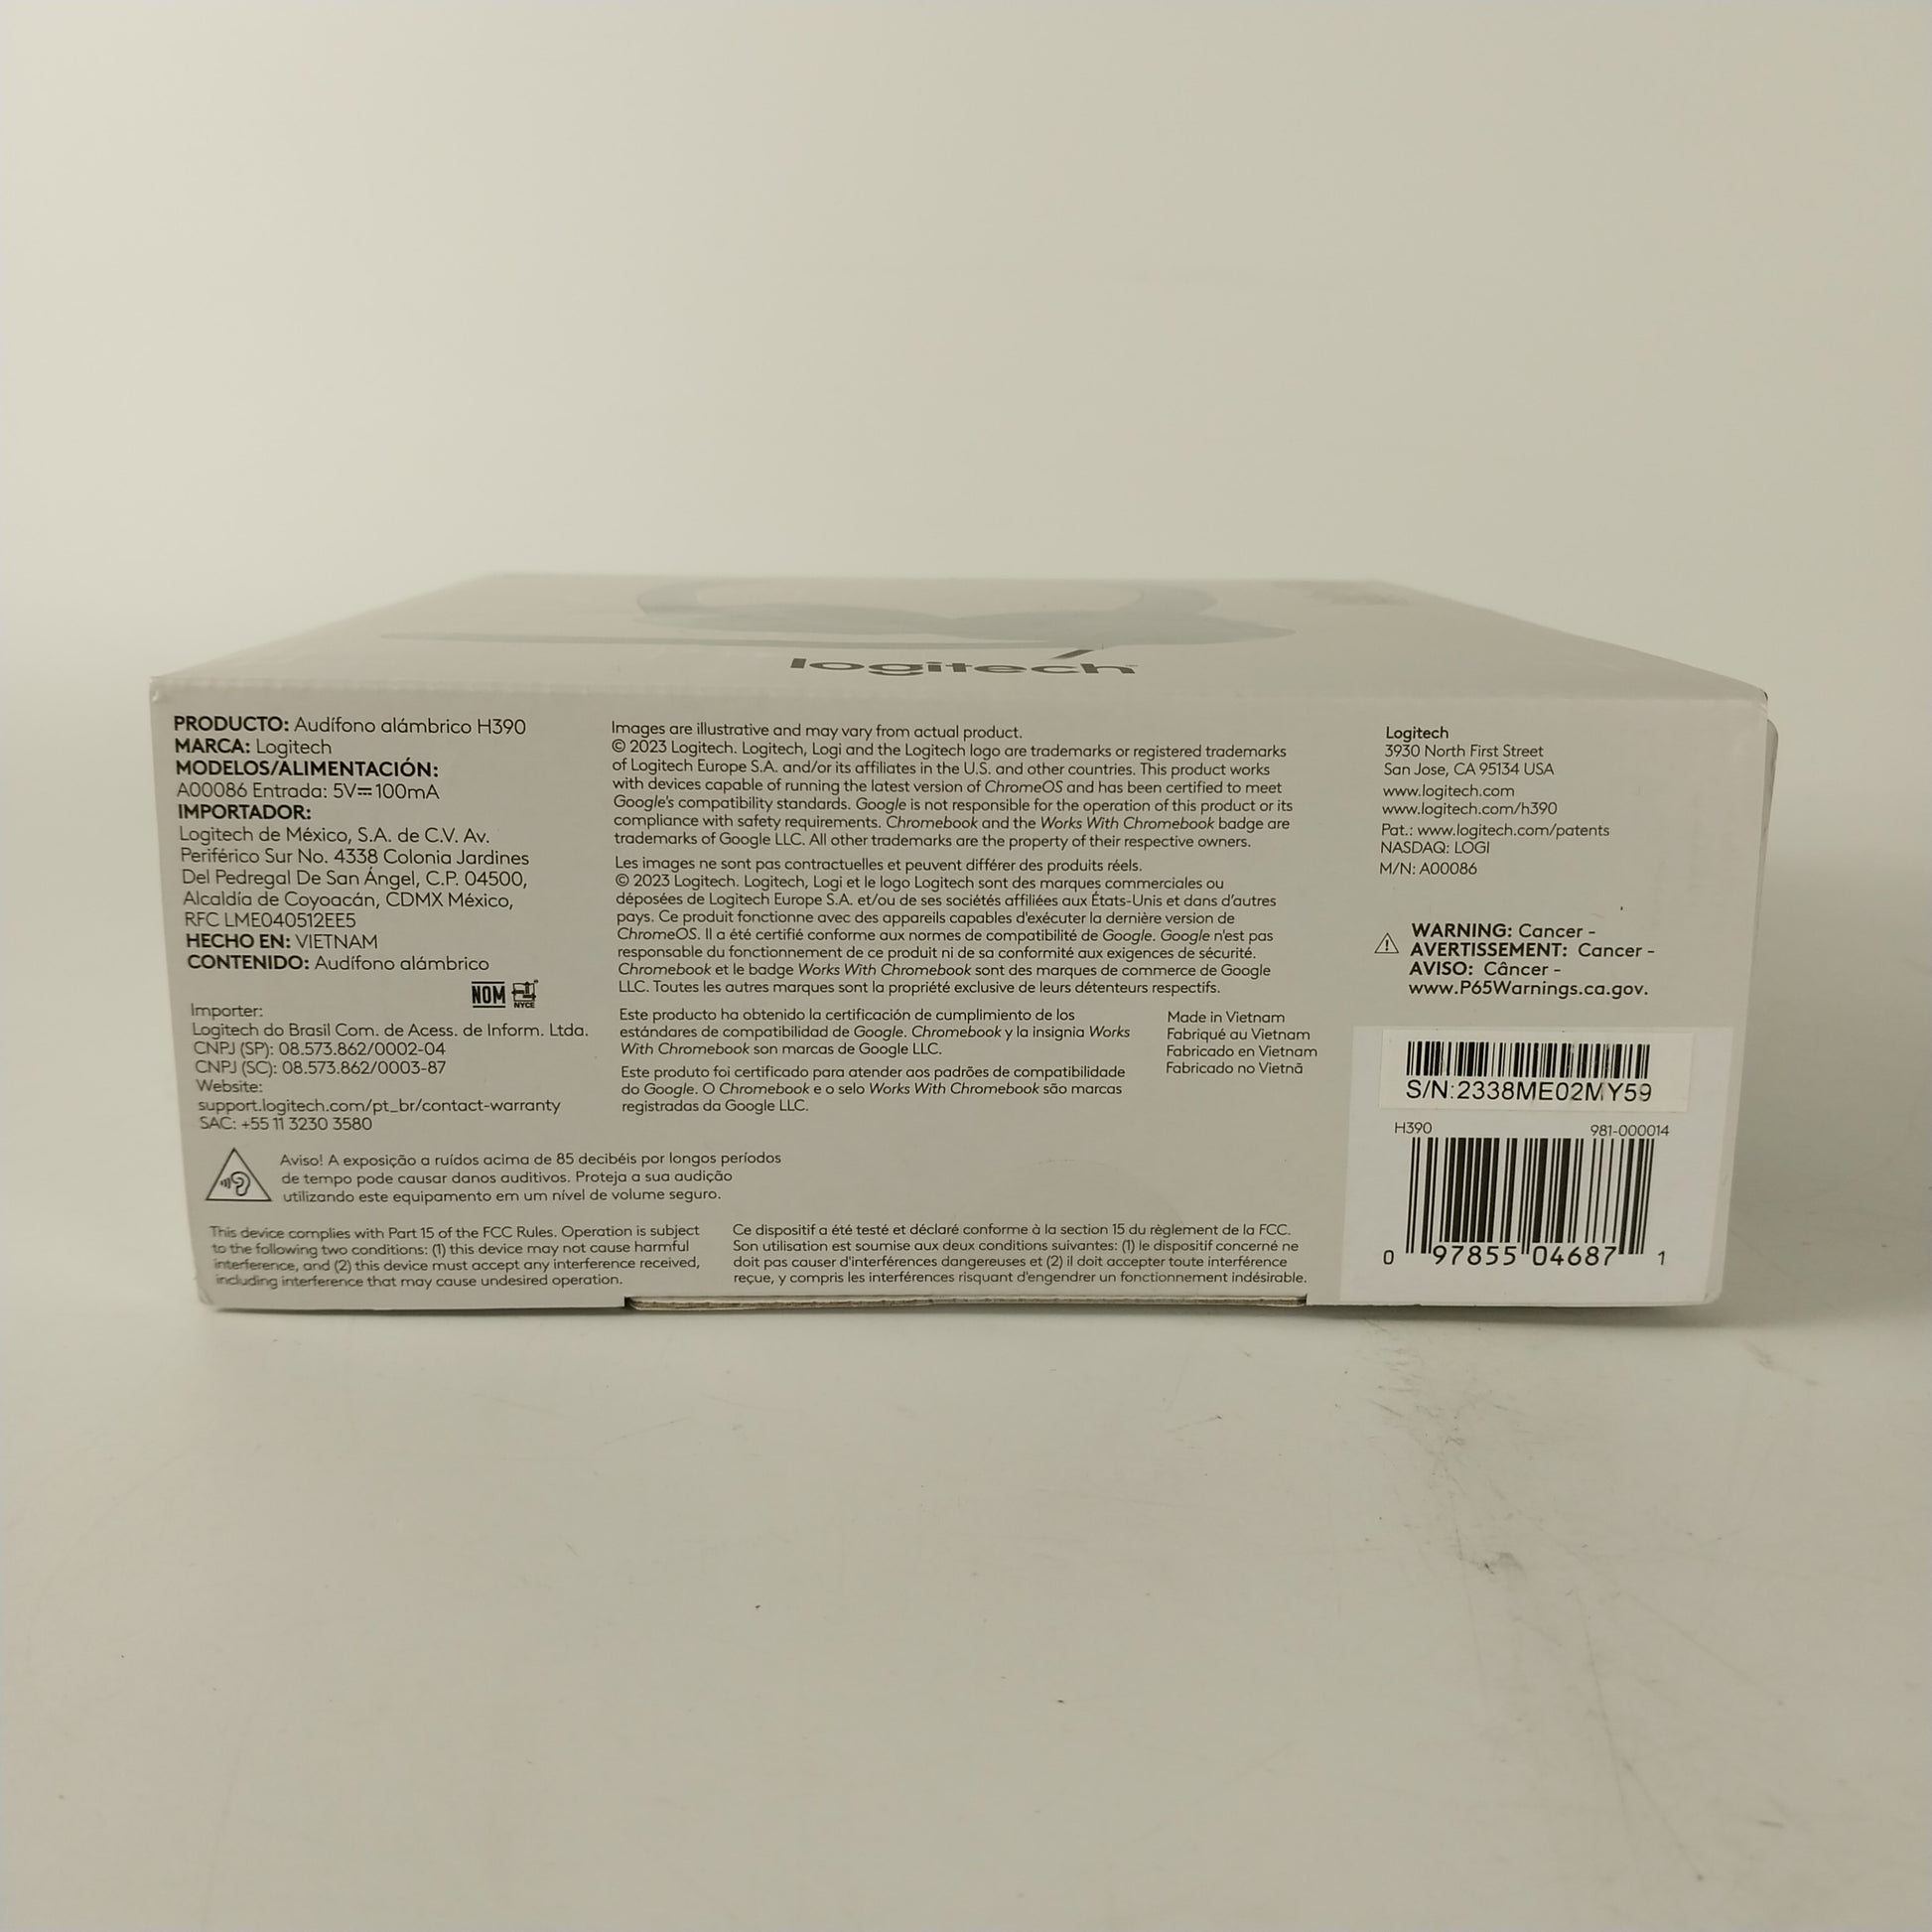 logitech
PRODUCTO: Audífono alámbrico H390
MARCA: Logitech
MODELOS/ALIMENTACIÓN:
A00086 Entrada: 5V⎓100mA
IMPORTADOR:
Logitech de México, S.A. de C.V. Av.
Periférico Sur No. 4338 Colonia Jardines
Del Pedregal De San Ángel, C.P. 04500,
Alcaldía de Coyoacán, CDMX México,
RFC LME040512EE5
HECHO EN: VIETNAM
CONTENIDO: Audífono alámbrico
NOM NYCE
Importer:
Logitech do Brasil Com. de Acess. de Inform. Ltda.
CNPJ (SP): 08.573.862/0002-04
CNPJ (SC): 08.573.862/0003-87
Website:
support.logitech.com/pt_br/contact-warranty
SAC: +55 11 3230 3580
Aviso! A exposição a ruídos acima de 85 decibéis por longos períodos
de tempo pode causar danos auditivos. Proteja a sua audição
utilizando este equipamento em um nível de volume seguro.
This device complies with Part 15 of the FCC Rules. Operation is subject
to the following two conditions: (1) this device may not cause harmful
interference, and (2) this device must accept any interference received,
including interference that may cause undesired operation.
Images are illustrative and may vary from actual product.
© 2023 Logitech. Logitech, Logi and the Logitech logo are trademarks or registered trademarks
of Logitech Europe S.A. and/or its affiliates in the U.S. and other countries. This product works
with devices capable of running the latest version of ChromeOS and has been certified to meet
Google's compatibility standards. Google is not responsible for the operation of this product or its
compliance with safety requirements. Chromebook and the Works With Chromebook badge are
trademarks of Google LLC. All other trademarks are the property of their respective owners.
Les images ne sont pas contractuelles et peuvent différer des produits réels.
© 2023 Logitech. Logitech, Logi et le logo Logitech sont des marques commerciales ou
déposées de Logitech Europe S.A. et/ou de ses sociétés affiliées aux États-Unis et dans d'autres
pays. Ce produit fonctionne avec des appareils capables d'exécuter la dernière version de
ChromeOS. Il a été certifié conforme aux normes de compatibilité de Google. Google n'est pas
responsable du fonctionnement de ce produit ni de sa conformité aux exigences de sécurité.
Chromebook et le badge Works With Chromebook sont des marques de commerce de Google
LLC. Toutes les autres marques sont la propriété exclusive de leurs détenteurs respectifs.
Este producto ha obtenido la certificación de cumplimiento de los
estándares de compatibilidad de Google. Chromebook y la insignia Works
With Chromebook son marcas de Google LLC.
Este produto foi certificado para atender aos padrões de compatibilidade
do Google. O Chromebook e o selo Works With Chromebook são marcas
registradas da Google LLC.
Made in Vietnam
Fabriqué au Vietnam
Fabricado en Vietnam
Fabricado no Vietnã
Ce dispositif a été testé et déclaré conforme à la section 15 du règlement de la FCC.
Son utilisation est soumise aux deux conditions suivantes: (1) le dispositif concerné ne
doit pas causer d'interférences dangereuses et (2) il doit accepter toute interférence
reçue, y compris les interférences risquant d'engendrer un fonctionnement indésirable.
Logitech
3930 North First Street
San Jose, CA 95134 USA
www.logitech.com
www.logitech.com/h390
Pat.: www.logitech.com/patents
NASDAQ: LOGI
M/N: A00086
WARNING: Cancer -
AVERTISSEMENT: Cancer -
AVISO: Câncer -
www.P65Warnings.ca.gov.
S/N:2338ME02MY59
H390 981-000014
0 97855 04687 1